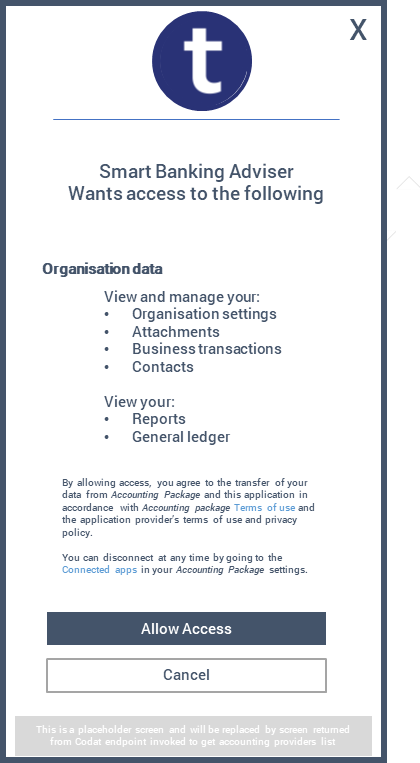 X
t
Smart Banking Adviser
Wants access to the following
Organisation data
View and manage your:
• Organisation settings
• Attachments
• Business transactions
• Contacts
View your:
• Reports
• General ledger
By allowing access, you agree to the transfer of your
data from Accounting Package and this application in
accordance with Accounting package Terms of use and
the application provider's terms of use and privacy
policy.
You can disconnect at any time by going to the
Connected apps in your Accounting Package settings.
Allow Access
Cancel
This is a placeholder screen and will be replaced by screen returned
from Codat endpoint invoked to get accounting providers list